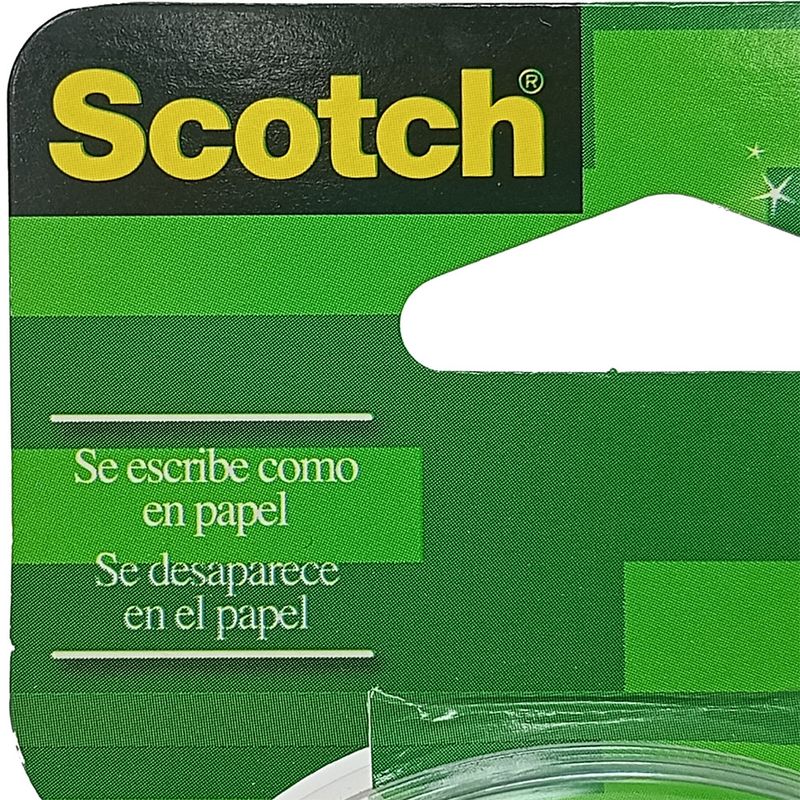 Scotch®
Se escribe como
en papel
Se desaparece
en el papel